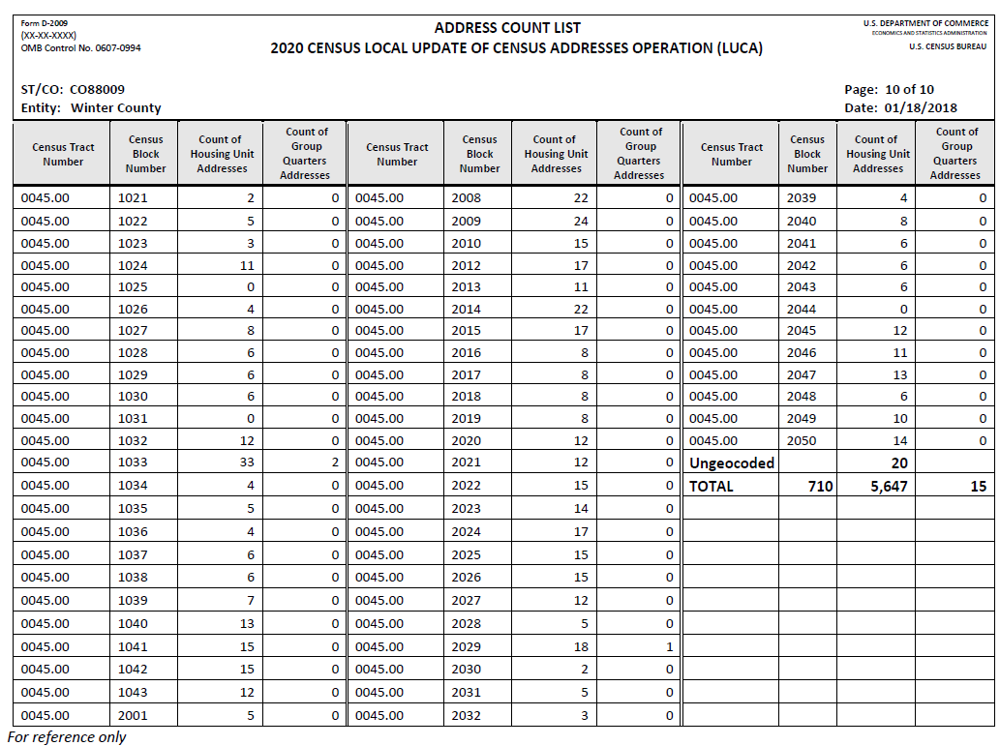 Form D-2009
(XX-XX-XXXX)
OMB Control No. 0607-0994
ADDRESS COUNT LIST
2020 CENSUS LOCAL UPDATE OF CENSUS ADDRESSES OPERATION (LUCA)
U.S. DEPARTMENT OF COMMERCE
ECONOMICS AND STATISTICS ADMINISTRATION
U.S. CENSUS BUREAU
ST/CO: CO88009
Entity: Winter County
Page: 10 of 10
Date: 01/18/2018
Census Tract Number Census Block Number Count of Housing Unit Addresses Count of Group Quarters Addresses Census Tract Number Census Block Number Count of Housing Unit Addresses Count of Group Quarters Addresses Census Tract Number Census Block Number Count of Housing Unit Addresses Count of Group Quarters Addresses
0045.00 1021 2 0 0045.00 2008 22 0 0045.00 2039 4 0
0045.00 1022 5 0 0045.00 2009 24 0 0045.00 2040 8 0
0045.00 1023 3 0 0045.00 2010 15 0 0045.00 2041 6 0
0045.00 1024 11 0 0045.00 2012 17 0 0045.00 2042 6 0
0045.00 1025 0 0 0045.00 2013 11 0 0045.00 2043 6 0
0045.00 1026 4 0 0045.00 2014 22 0 0045.00 2044 0 0
0045.00 1027 8 0 0045.00 2015 17 0 0045.00 2045 12 0
0045.00 1028 6 0 0045.00 2016 8 0 0045.00 2046 11 0
0045.00 1029 6 0 0045.00 2017 8 0 0045.00 2047 13 0
0045.00 1030 6 0 0045.00 2018 8 0 0045.00 2048 6 0
0045.00 1031 0 0 0045.00 2019 8 0 0045.00 2049 10 0
0045.00 1032 12 0 0045.00 2020 12 0 0045.00 2050 14 0
0045.00 1033 33 2 0045.00 2021 12 0 Ungeocoded 20
0045.00 1034 4 0 0045.00 2022 15 0 TOTAL 710 5,647 15
0045.00 1035 5 0 0045.00 2023 14 0
0045.00 1036 4 0 0045.00 2024 17 0
0045.00 1037 6 0 0045.00 2025 15 0
0045.00 1038 6 0 0045.00 2026 15 0
0045.00 1039 7 0 0045.00 2027 12 0
0045.00 1040 13 0 0045.00 2028 5 0
0045.00 1041 15 0 0045.00 2029 18 1
0045.00 1042 15 0 0045.00 2030 2 0
0045.00 1043 12 0 0045.00 2031 5 0
0045.00 2001 5 0 0045.00 2032 3 0
For reference only